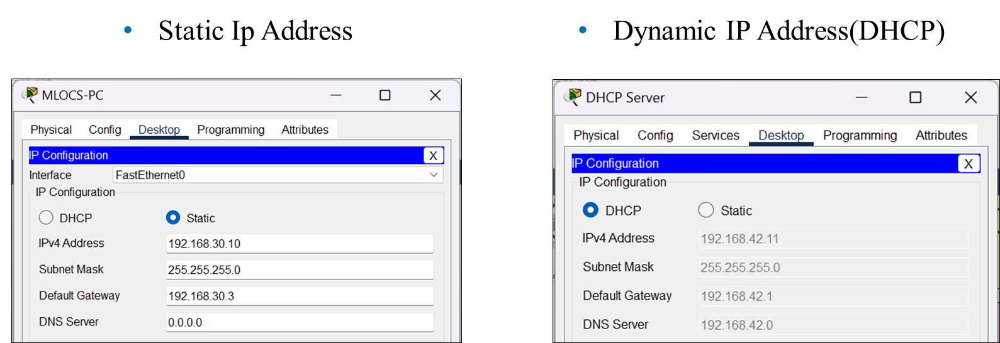 • Static Ip Address
• Dynamic IP Address(DHCP)
MLOCS-PC
Physical Config Desktop Programming Attributes
IP Configuration X
Interface FastEthernet0
IP Configuration
DHCP Static
IPv4 Address 192.168.30.10
Subnet Mask 255.255.255.0
Default Gateway 192.168.30.3
DNS Server 0.0.0.0
DHCP Server
Physical Config Services Desktop Programming Attributes
IP Configuration X
IP Configuration
DHCP Static
IPv4 Address 192.168.42.11
Subnet Mask 255.255.255.0
Default Gateway 192.168.42.1
DNS Server 192.168.42.0